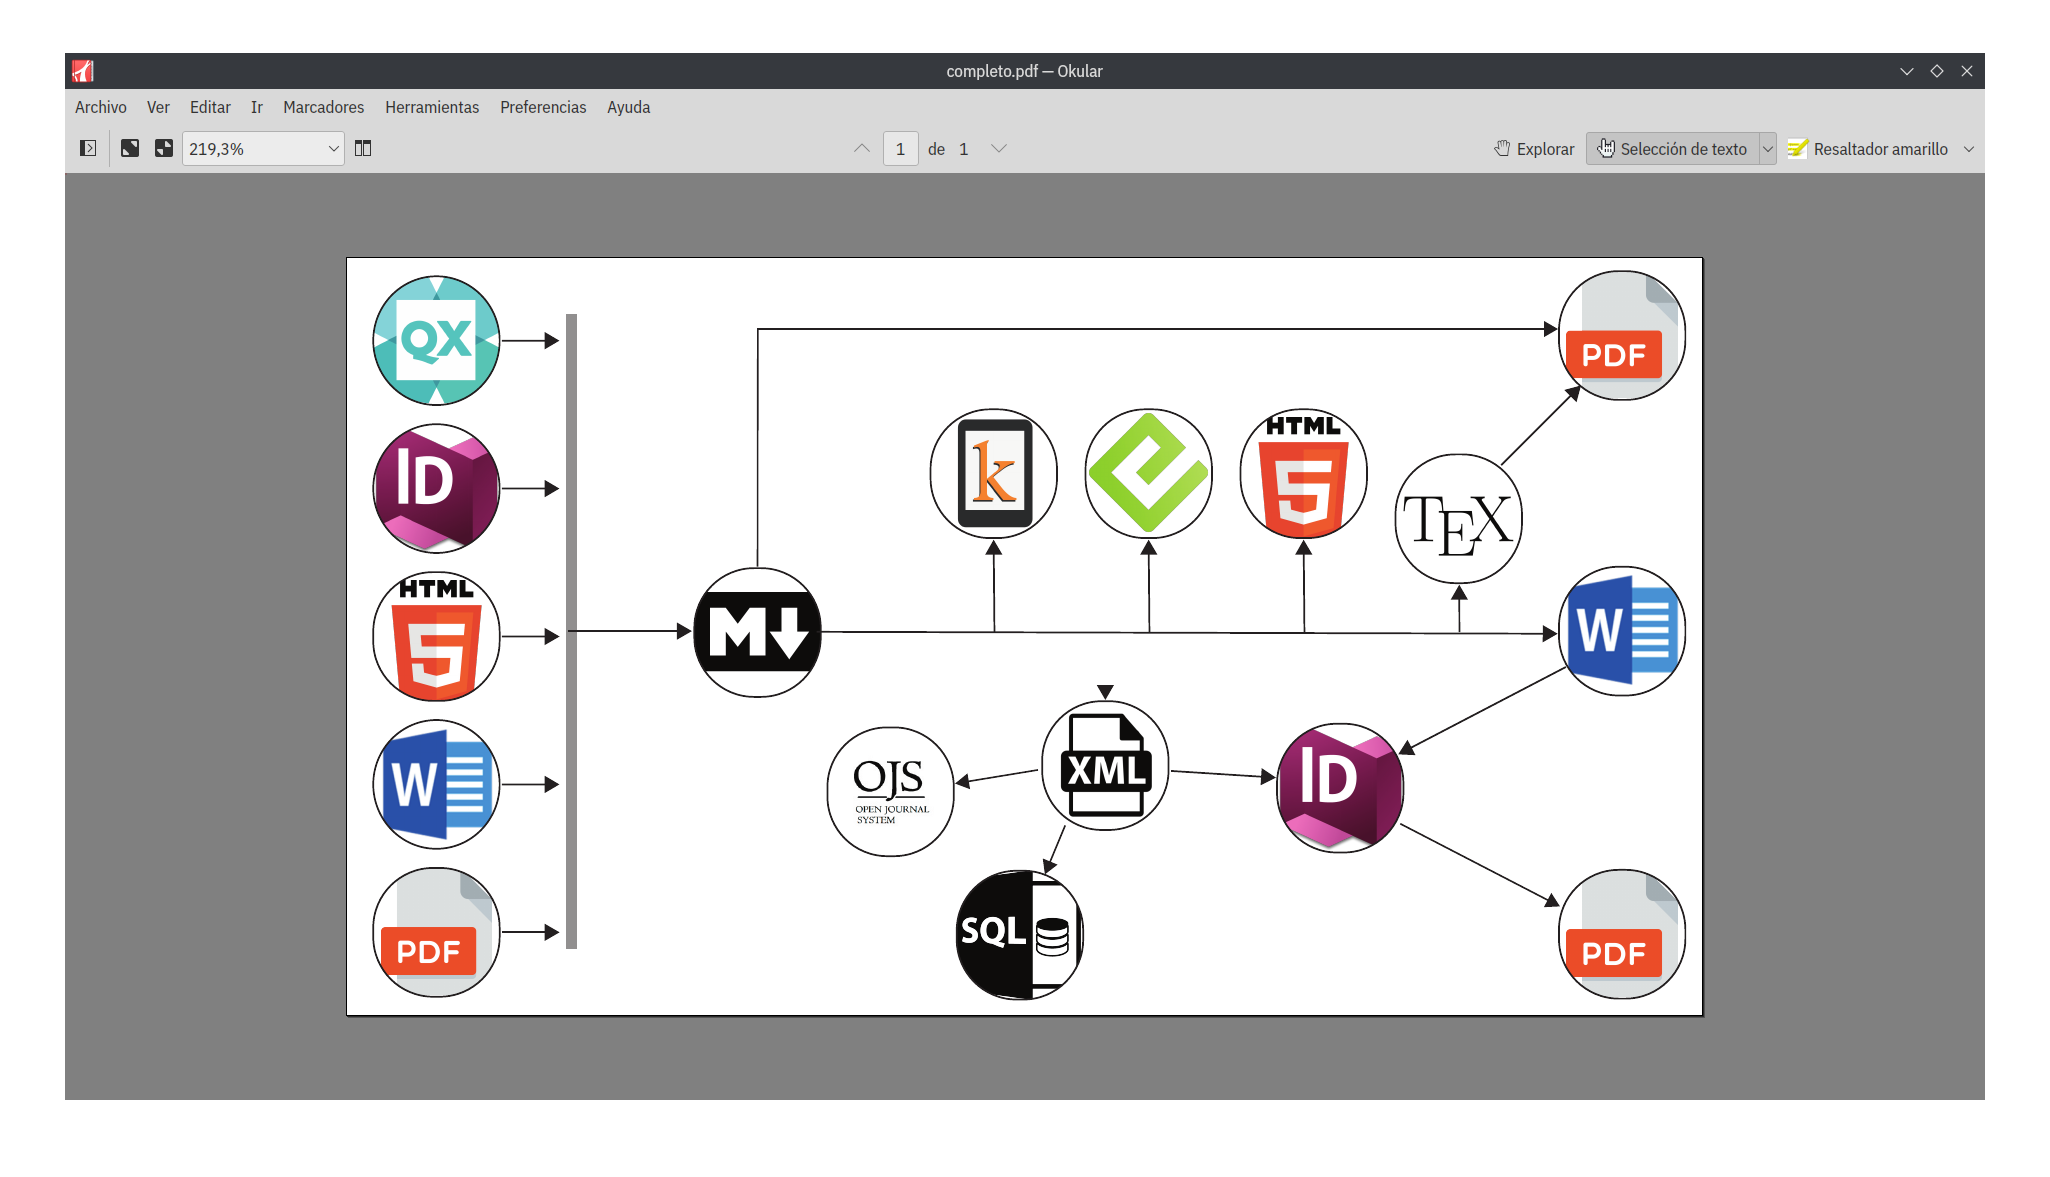 completo.pdf — Okular
Archivo Ver Editar Ir Marcadores Herramientas Preferencias Ayuda
219,3% 1 de 1 Explorar Selección de texto Resaltador amarillo
QX
PDF
HTML
5
k
e
HTML
5
TEX
ID
M
W
W
XML
ID
OJS
OPEN JOURNAL
SYSTEM
SQL
PDF
PDF